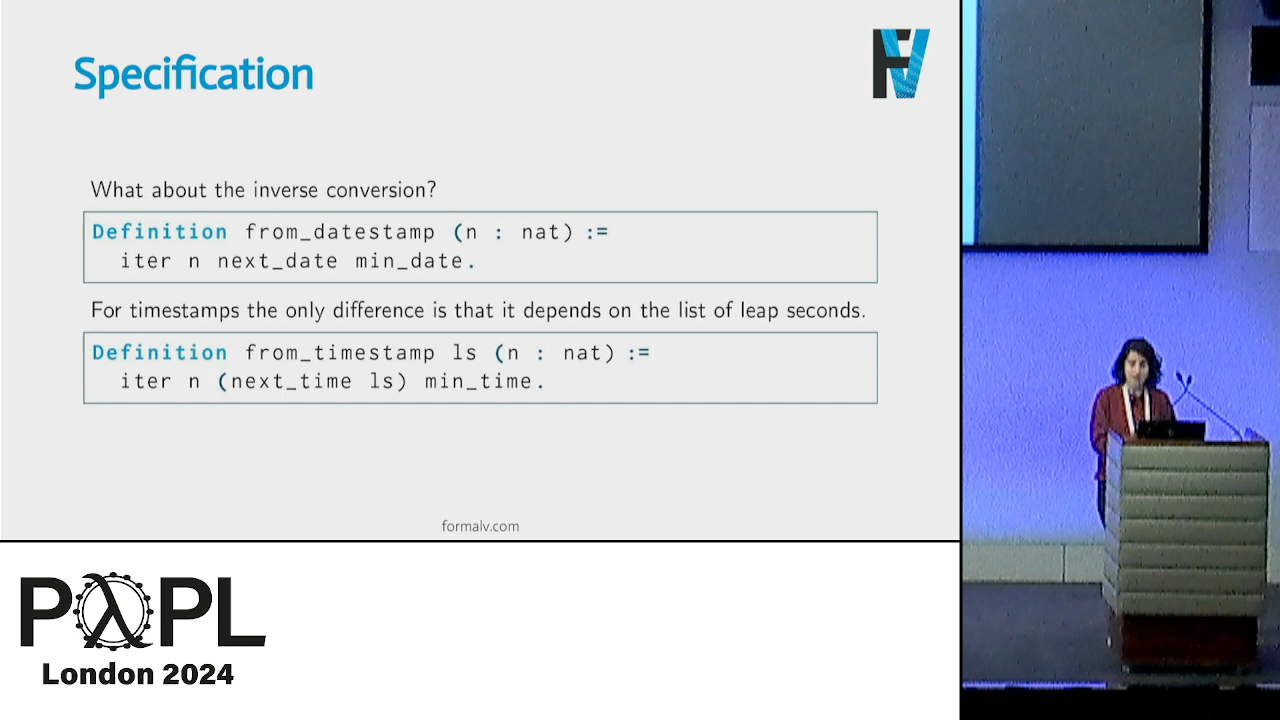 Specification
FV
What about the inverse conversion?
Definition from_datestamp (n : nat) :=
iter n next_date min_date.
For timestamps the only difference is that it depends on the list of leap seconds.
Definition from_timestamp ls (n : nat) :=
iter n (next_time ls) min_time.
formalv.com
PλPL
London 2024